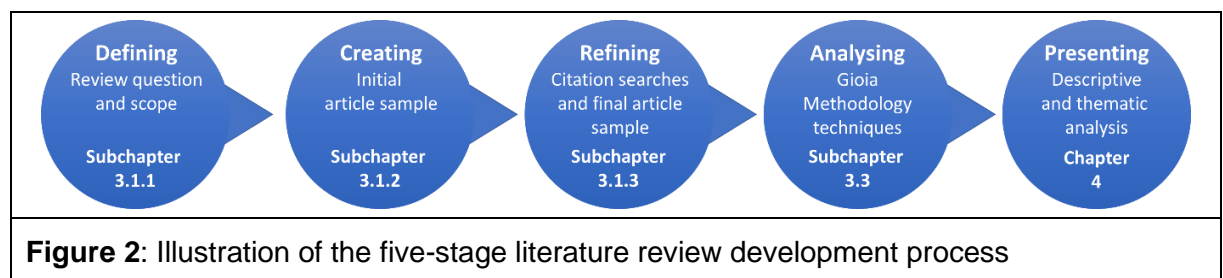 Defining
Review question
and scope
Subchapter
3.1.1
Creating
Initial
article sample
Subchapter
3.1.2
Refining
Citation searches
and final article
sample
Subchapter
3.1.3
Analysing
Gioia
Methodology
techniques
Subchapter
3.3
Presenting
Descriptive
and thematic
analysis
Chapter
4
Figure 2: Illustration of the five-stage literature review development process